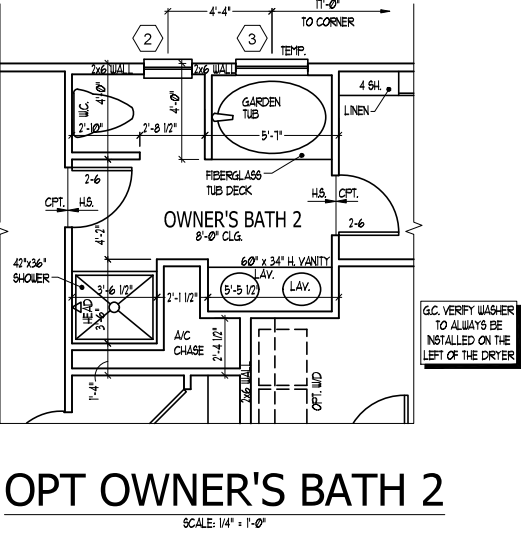 17'-0"
4'-4"
TO CORNER
2
3
TEMP.
2x6 WALL
2x6 WALL
4'-0"
4'-0"
4 SH.
LINEN
W.C.
GARDEN
TUB
2'-10"
2'-8 1/2"
5'-7"
FIBERGLASS
TUB DECK
2-6
CPT.
H.S.
H.S.
CPT.
2-6
OWNER'S BATH 2
8'-0" CLG.
4'-2"
42"x36"
SHOWER
60" x 34" H. VANITY
LAV.
LAV.
3'-6 1/2"
2'-1 1/2"
5'-5 1/2"
HEAD
3'-6"
A/C
CHASE
2'-4 1/2"
1'-4"
2x6 WALL
OPT. W/D
G.C. VERIFY WASHER
TO ALWAYS BE
INSTALLED ON THE
LEFT OF THE DRYER
OPT OWNER'S BATH 2
SCALE: 1/4" = 1'-0"